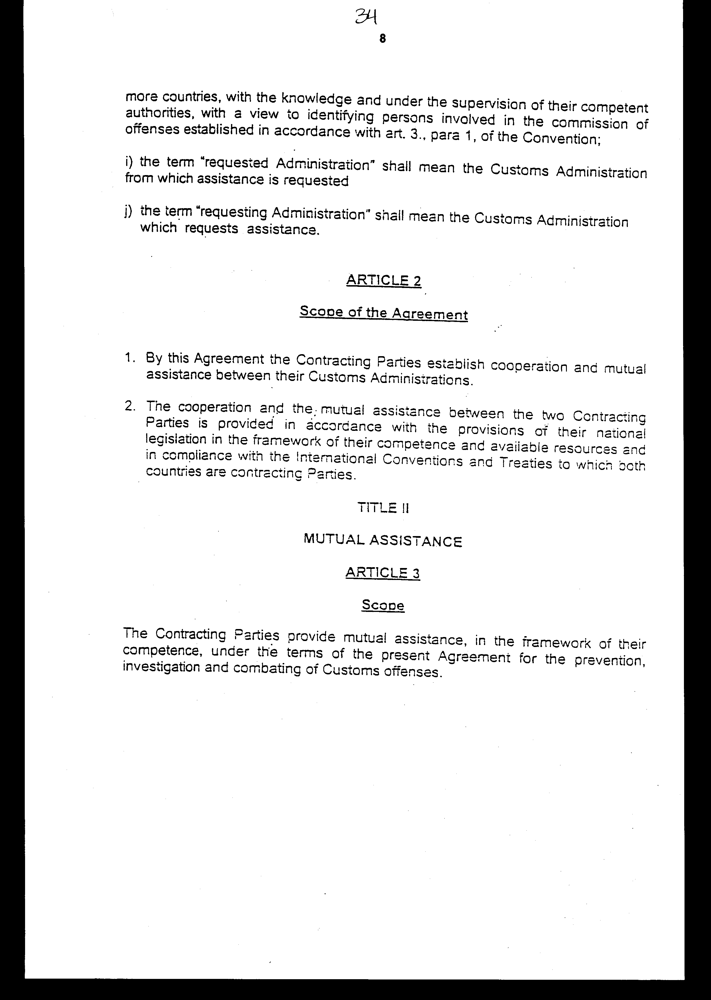 34
8
more countries, with the knowledge and under the supervision of their competent
authorities, with a view to identifying persons involved in the commission of
offenses established in accordance with art. 3., para 1, of the Convention;
i) the term "requested Administration" shall mean the Customs Administration
from which assistance is requested
j) the term "requesting Administration" shall mean the Customs Administration
which requests assistance.
ARTICLE 2
Scope of the Agreement
1. By this Agreement the Contracting Parties establish cooperation and mutual
assistance between their Customs Administrations.
2. The cooperation and the mutual assistance between the two Contracting
Parties is provided in accordance with the provisions of their national
legislation in the framework of their competence and available resources and
in compliance with the International Conventions and Treaties to which both
countries are contracting Parties.
TITLE II
MUTUAL ASSISTANCE
ARTICLE 3
Scope
The Contracting Parties provide mutual assistance, in the framework of their
competence, under the terms of the present Agreement for the prevention,
investigation and combating of Customs offenses.